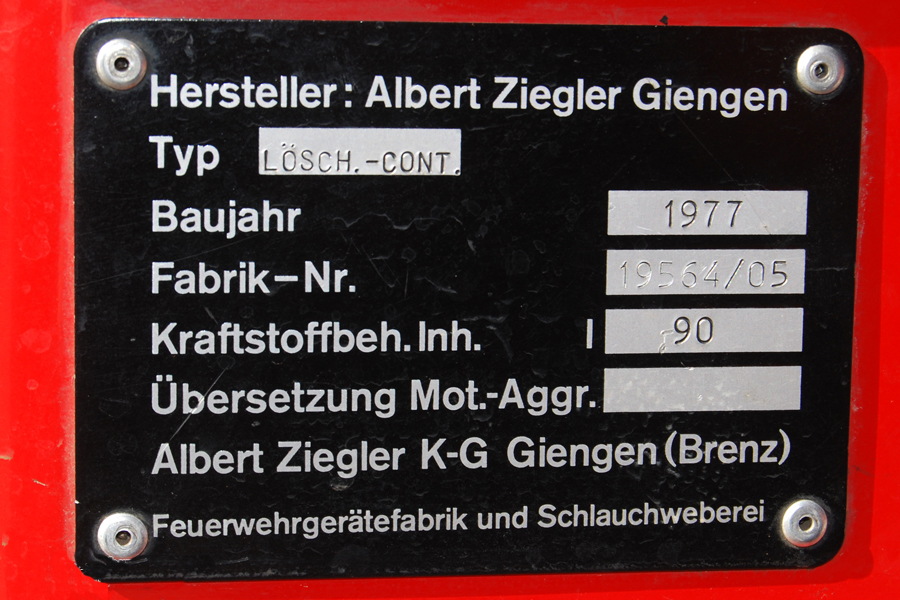 Hersteller: Albert Ziegler Giengen
Typ LÖSCH.-CONT.
Baujahr 1977
Fabrik-Nr. 19564/05
Kraftstoffbeh. Inh. l 90
Übersetzung Mot.-Aggr.
Albert Ziegler K-G Giengen (Brenz)
Feuerwehrgerätefabrik und Schlauchweberei